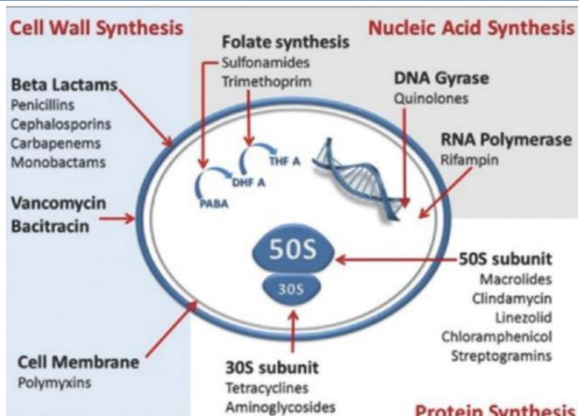 Cell Wall Synthesis
Nucleic Acid Synthesis
Folate synthesis
Sulfonamides
Trimethoprim
Beta Lactams
Penicillins
Cephalosporins
Carbapenems
Monobactams
DNA Gyrase
Quinolones
RNA Polymerase
Rifampin
THF A
DHF A
PABA
Vancomycin
Bacitracin
50S
30S
50S subunit
Macrolides
Clindamycin
Linezolid
Chloramphenicol
Streptogramins
Cell Membrane
Polymyxins
30S subunit
Tetracyclines
Aminoglycosides
Protein Synthesis